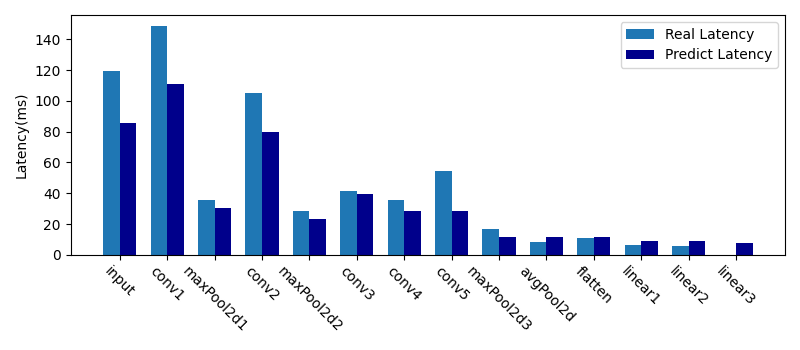 Real Latency
Predict Latency
Latency(ms)
140
120
100
80
60
40
20
0
input
conv1
maxPool2d1
conv2
maxPool2d2
conv3
conv4
conv5
maxPool2d3
avgPool2d
flatten
linear1
linear2
linear3